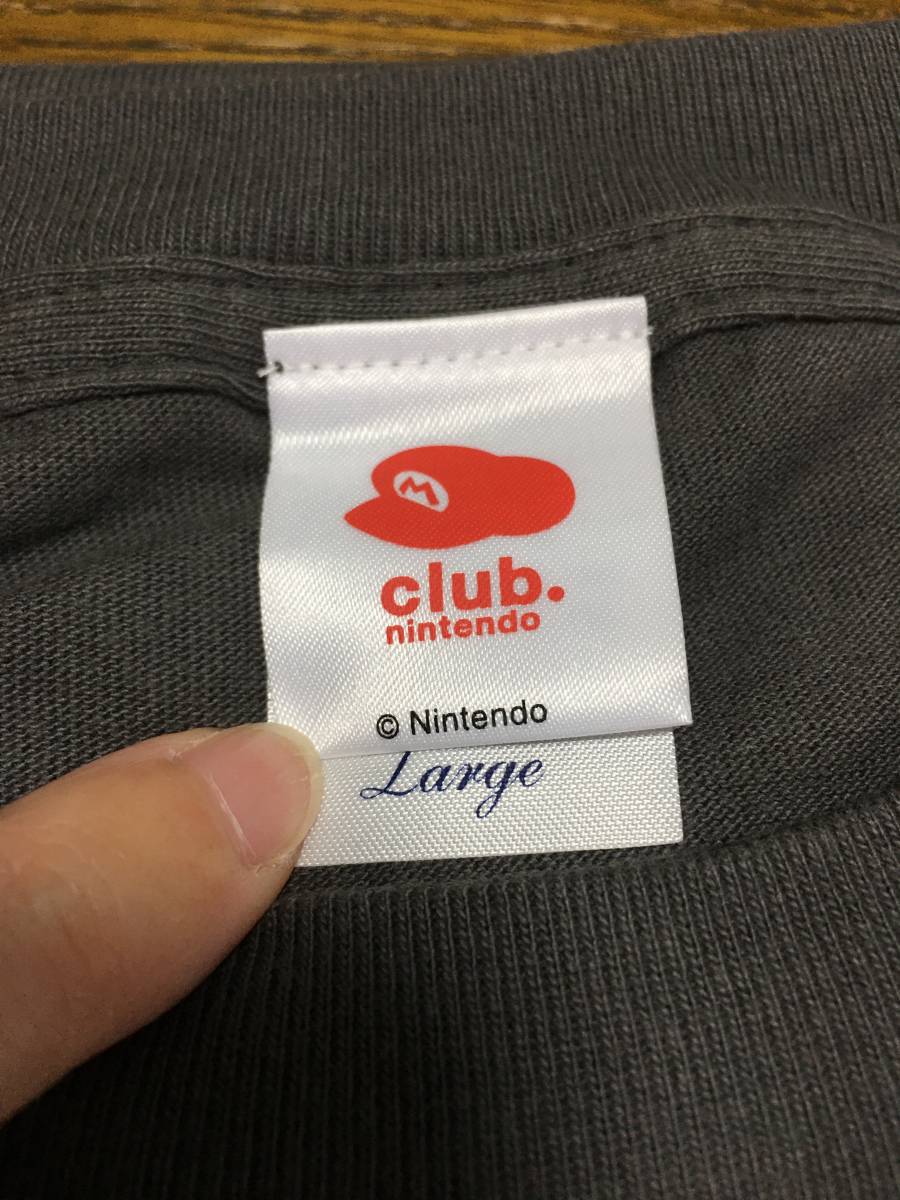 M
club.
nintendo
© Nintendo
Large